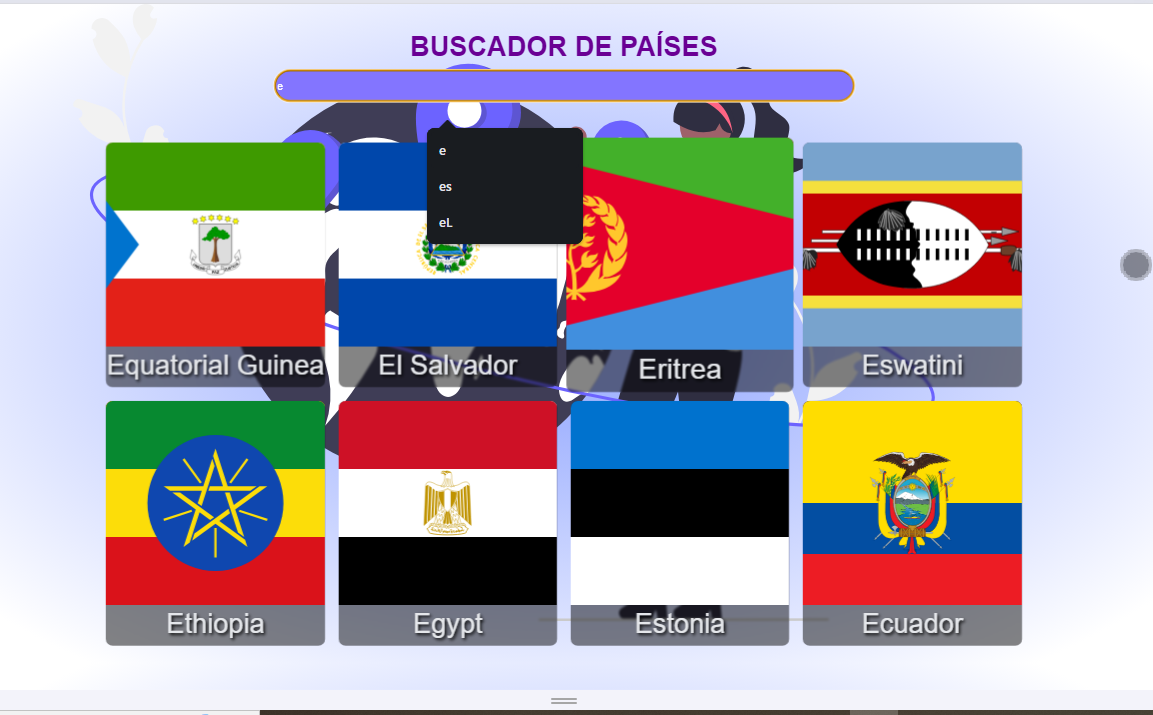 BUSCADOR DE PAÍSES
e
e
es
eL
Equatorial Guinea
El Salvador
Eritrea
Eswatini
Ethiopia
Egypt
Estonia
Ecuador